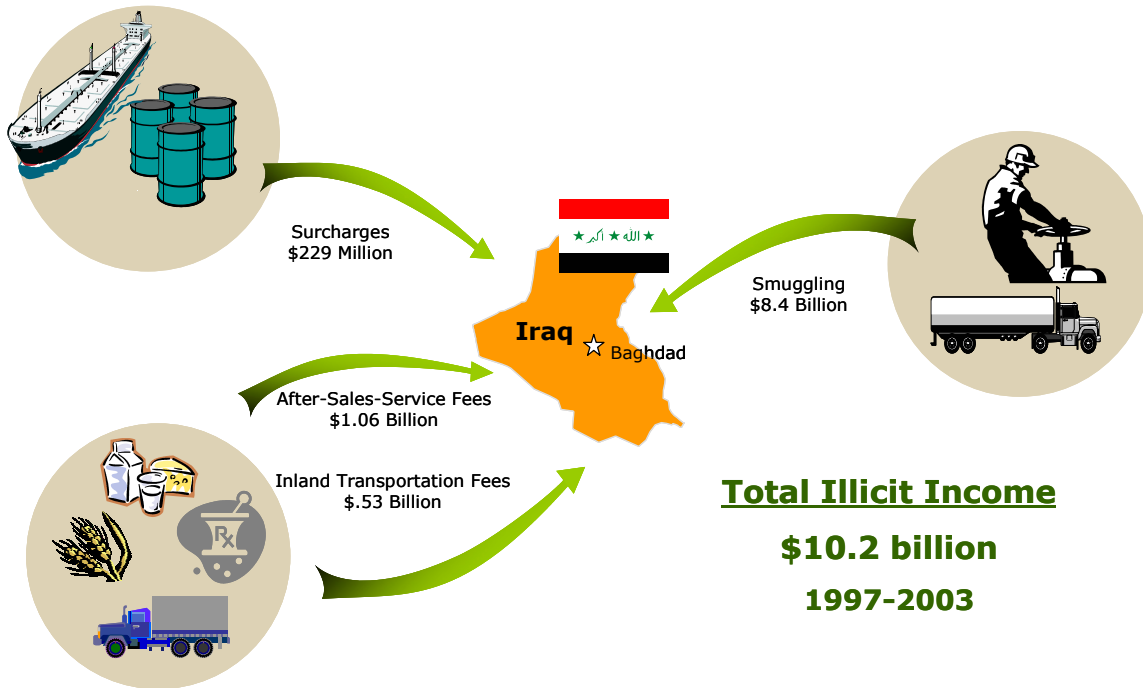 Surcharges
$229 Million
★الله ★ اكبر★
Smuggling
$8.4 Billion
Iraq
Baghdad
After-Sales-Service Fees
$1.06 Billion
Inland Transportation Fees
$.53 Billion
Rx
Total Illicit Income
$10.2 billion
1997-2003